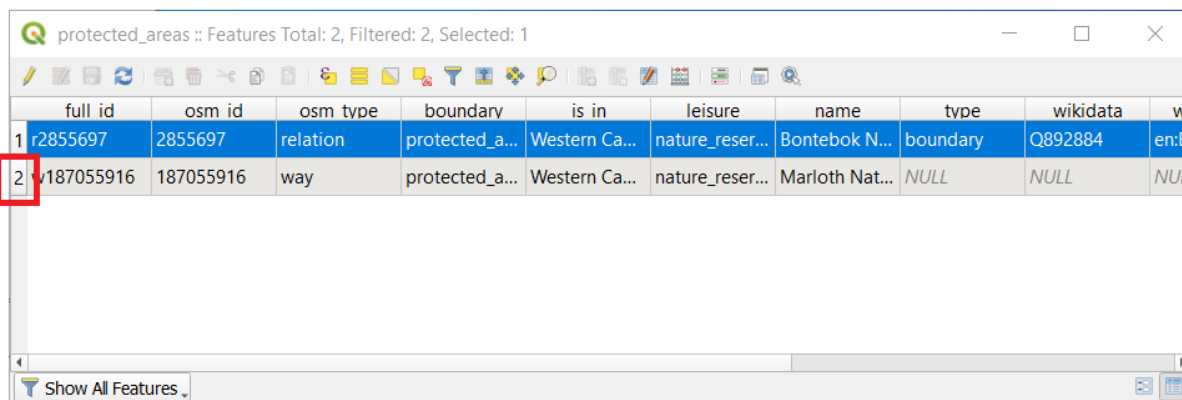 protected_areas :: Features Total: 2, Filtered: 2, Selected: 1
full_id osm_id osm_type boundary is_in leisure name type wikidata w
1 r2855697 2855697 relation protected_a... Western Ca... nature_reser... Bontebok N... boundary Q892884 en:B
2 w187055916 187055916 way protected_a... Western Ca... nature_reser... Marloth Nat... NULL NULL NU
Show All Features